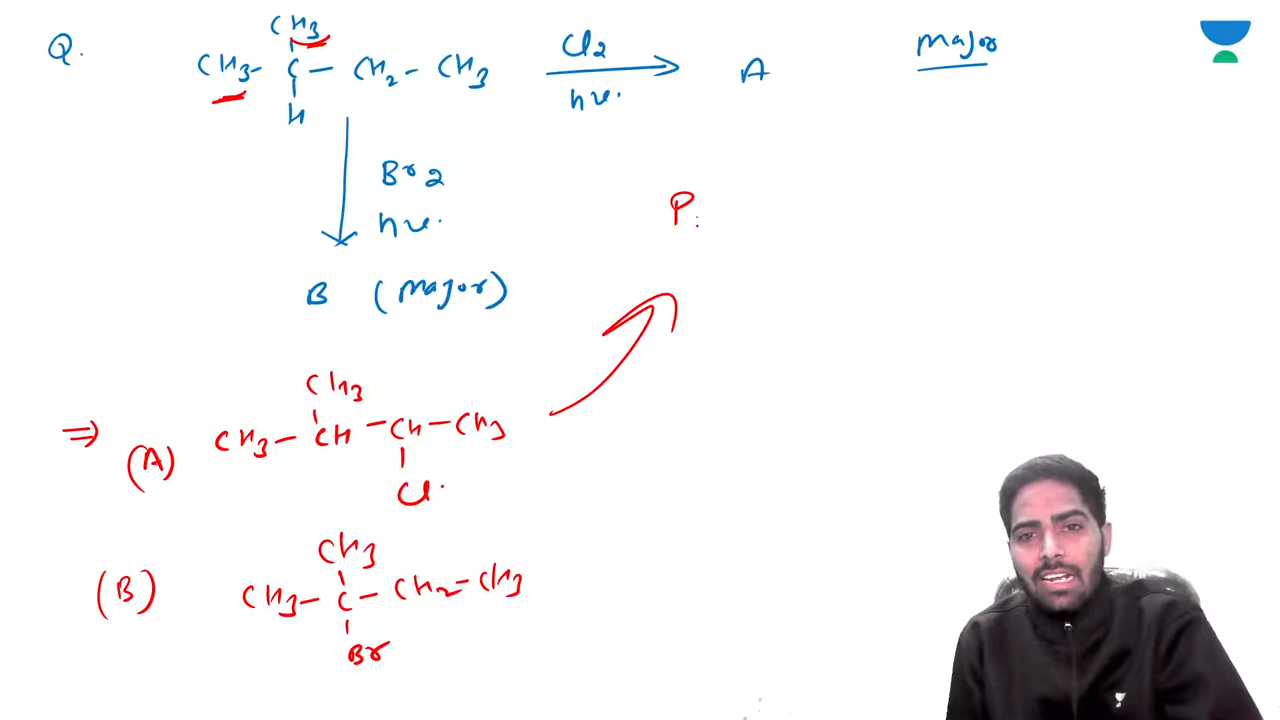 Q.
CH3
CH3 - C - CH2 - CH3
H
Cl2
hν.
A
major
Br2
hν.
B (major)
P:
⇒ (A)
CH3
CH3 - CH - CH - CH3
Cl.
(B)
CH3
CH3 - C - CH2 - CH3
Br